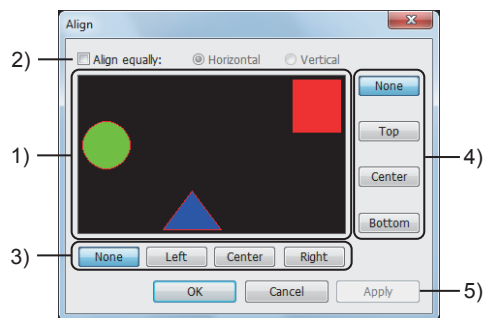 Align
2)
Align equally: Horizontal Vertical
None
1)
Top
4)
Center
Bottom
3)
None Left Center Right
OK Cancel Apply
5)